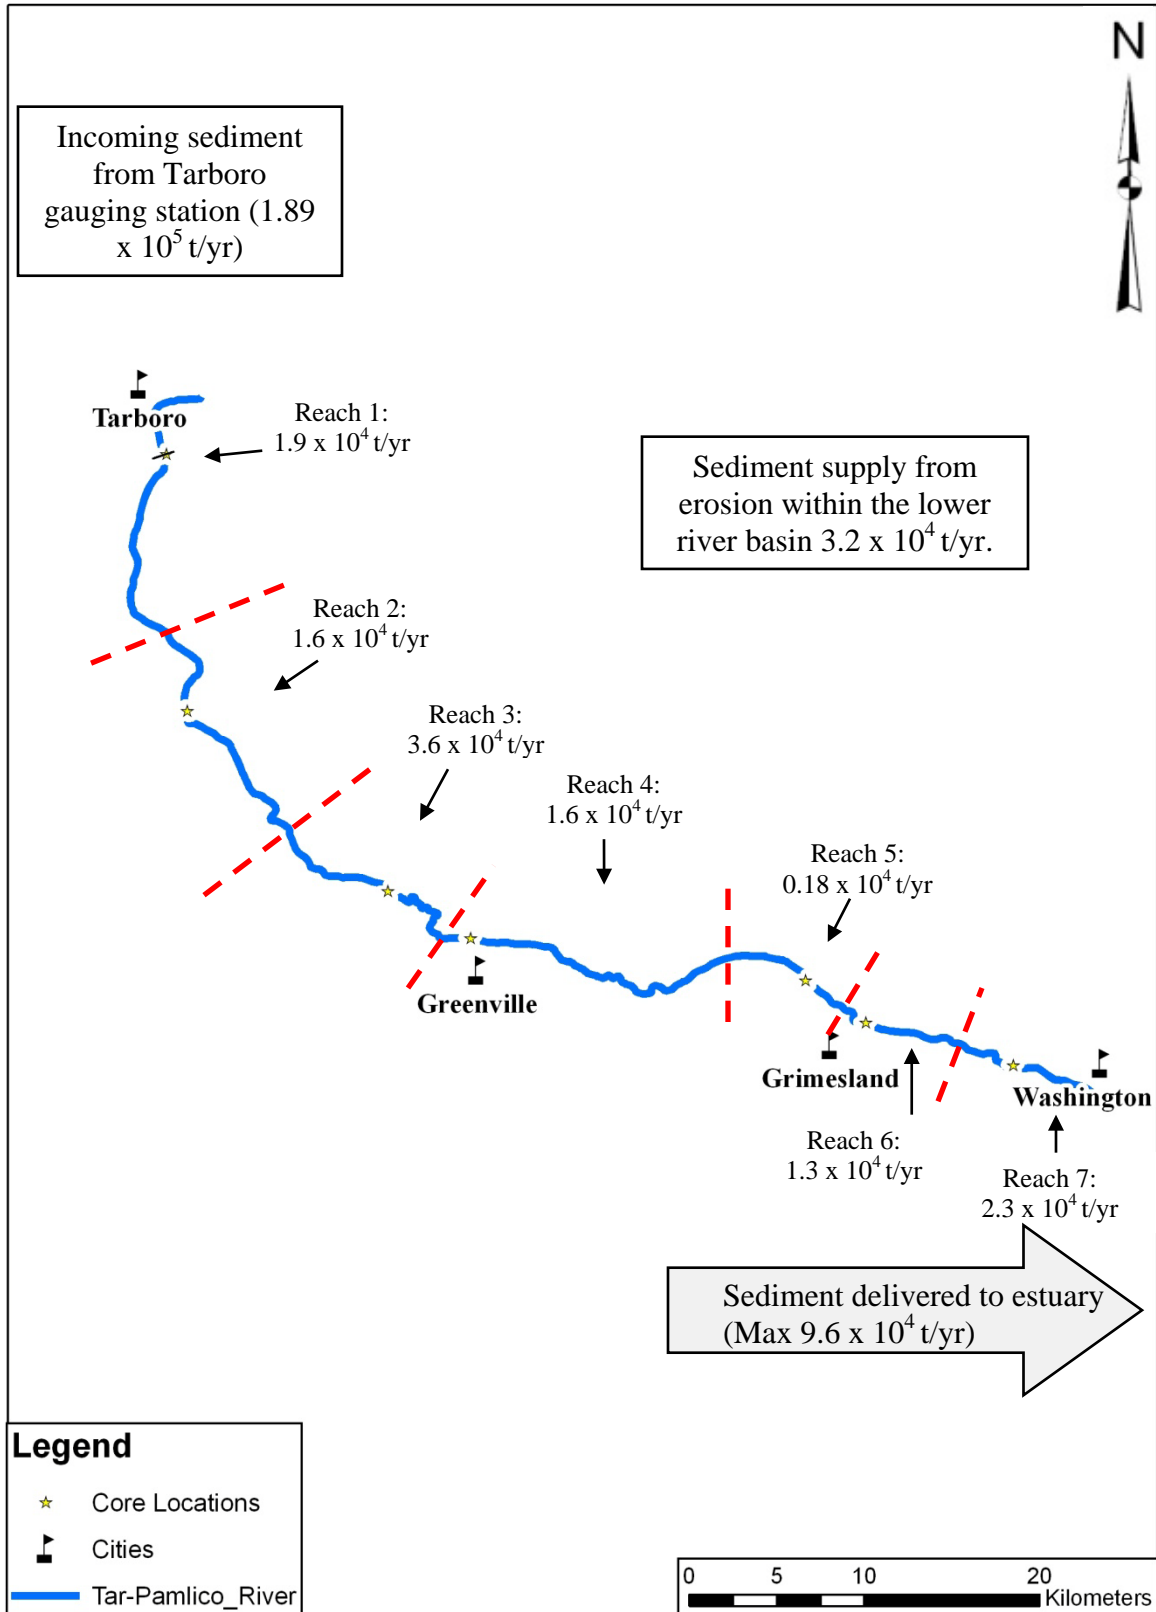 N
Incoming sediment
from Tarboro
gauging station (1.89
x 10⁵ t/yr)
Tarboro
Reach 1:
1.9 x 10⁴ t/yr
Sediment supply from
erosion within the lower
river basin 3.2 x 10⁴ t/yr.
Reach 2:
1.6 x 10⁴ t/yr
Reach 3:
3.6 x 10⁴ t/yr
Reach 4:
1.6 x 10⁴ t/yr
Reach 5:
0.18 x 10⁴ t/yr
Greenville
Grimesland
Washington
Reach 6:
1.3 x 10⁴ t/yr
Reach 7:
2.3 x 10⁴ t/yr
Sediment delivered to estuary
(Max 9.6 x 10⁴ t/yr)
Legend
Core Locations
Cities
Tar-Pamlico_River
0 5 10 20
Kilometers